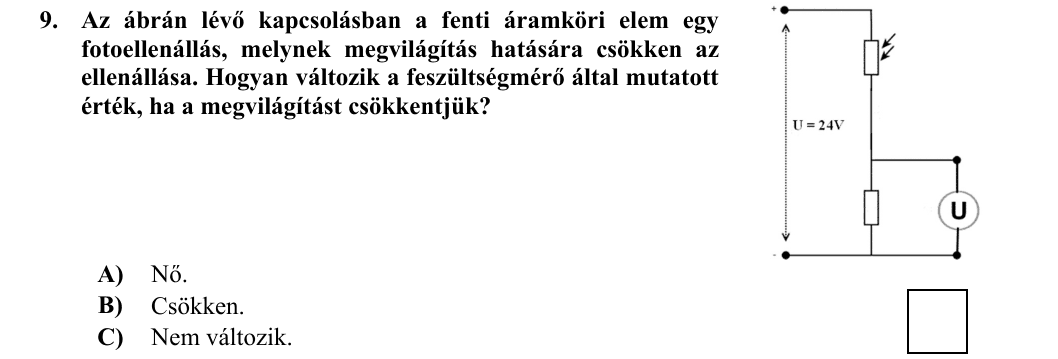 9. Az ábrán lévő kapcsolásban a fenti áramköri elem egy
fotoellenállás, melynek megvilágítás hatására csökken az
ellenállása. Hogyan változik a feszültségmérő által mutatott
érték, ha a megvilágítást csökkentjük?
+
U = 24V
U
-
A) Nő.
B) Csökken.
C) Nem változik.